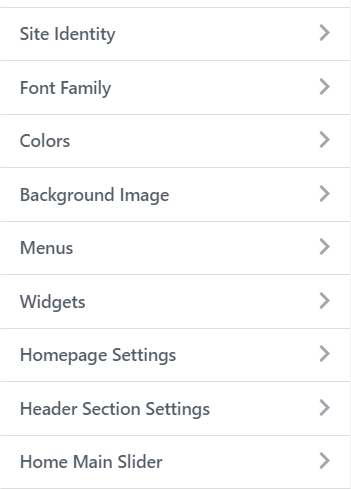 Site Identity
Font Family
Colors
Background Image
Menus
Widgets
Homepage Settings
Header Section Settings
Home Main Slider